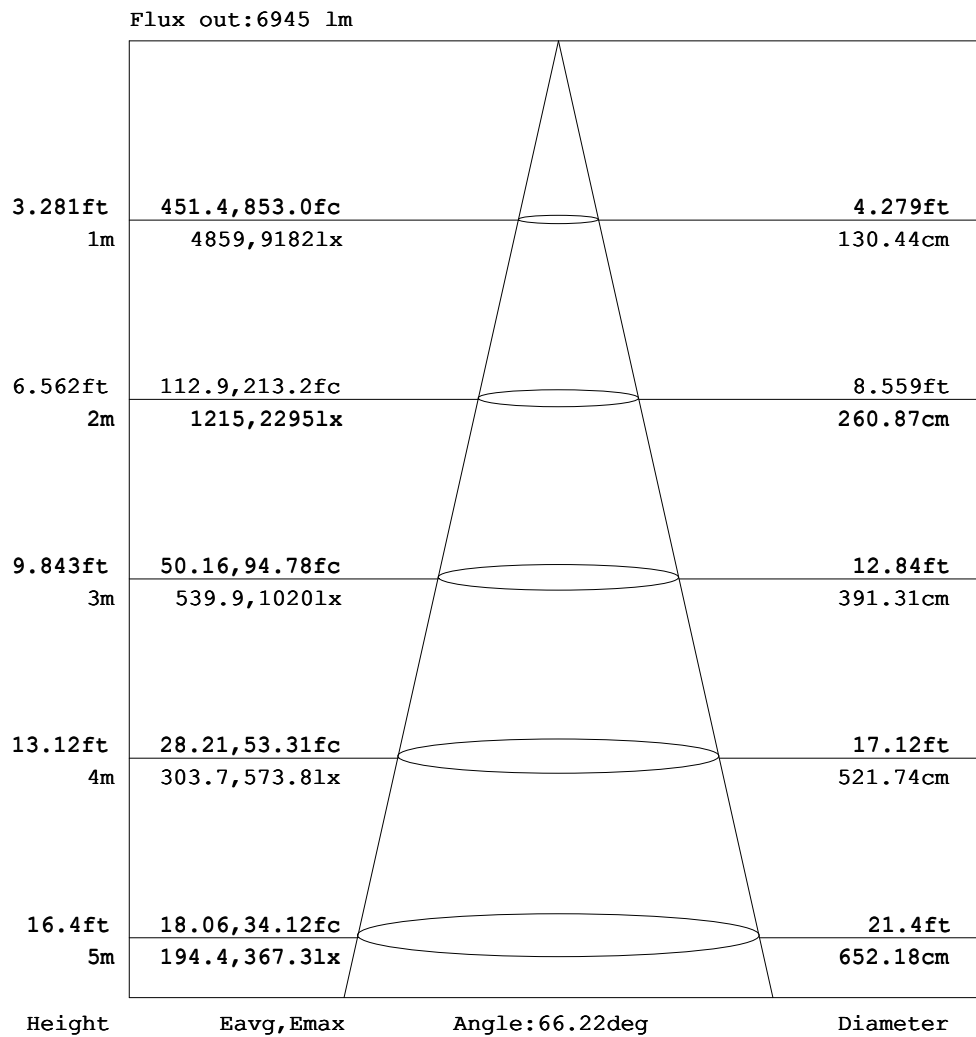 Flux out:6945 lm
3.281ft 451.4,853.0fc 4.279ft
1m 4859,9182lx 130.44cm
6.562ft 112.9,213.2fc 8.559ft
2m 1215,2295lx 260.87cm
9.843ft 50.16,94.78fc 12.84ft
3m 539.9,1020lx 391.31cm
13.12ft 28.21,53.31fc 17.12ft
4m 303.7,573.8lx 521.74cm
16.4ft 18.06,34.12fc 21.4ft
5m 194.4,367.3lx 652.18cm
Height Eavg,Emax Angle:66.22deg Diameter